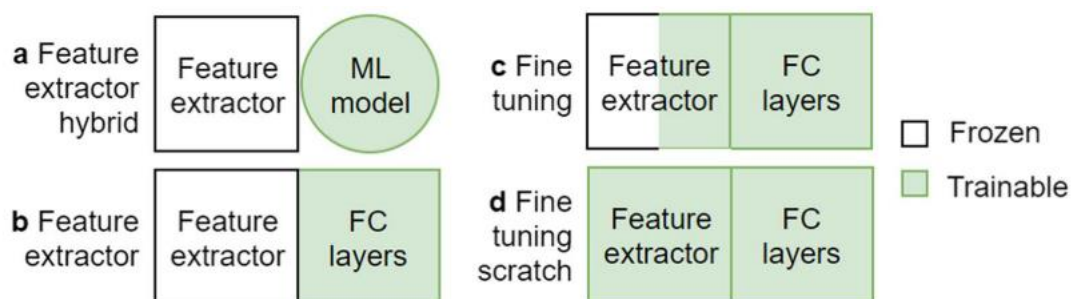 a Feature
extractor
hybrid
Feature
extractor
ML
model
b Feature
extractor
Feature
extractor
FC
layers
c Fine
tuning
Feature
extractor
FC
layers
d Fine
tuning
scratch
Feature
extractor
FC
layers
Frozen
Trainable